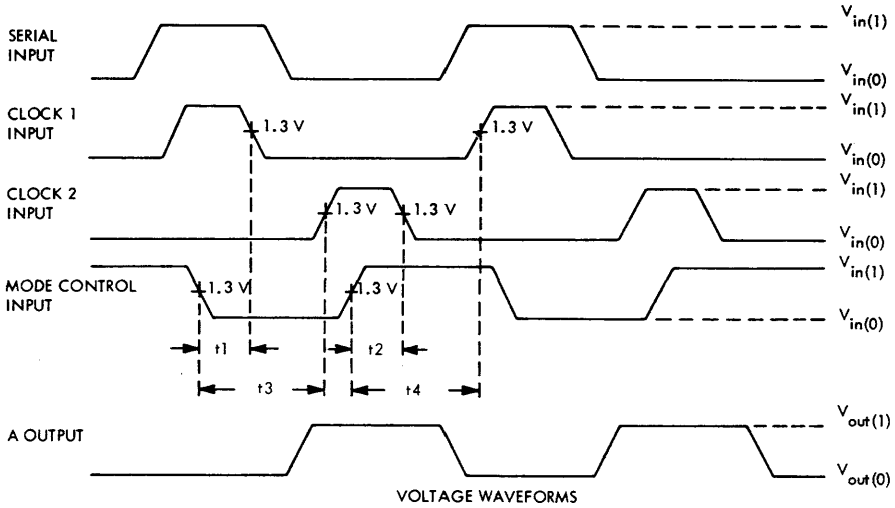 SERIAL
INPUT
V in(1)
V in(0)
CLOCK 1
INPUT
1.3 V
1.3 V
V in(1)
V in(0)
CLOCK 2
INPUT
1.3 V
1.3 V
V in(1)
V in(0)
MODE CONTROL
INPUT
1.3 V
1.3 V
V in(1)
V in(0)
t1
t2
t3
t4
A OUTPUT
V out(1)
V out(0)
VOLTAGE WAVEFORMS